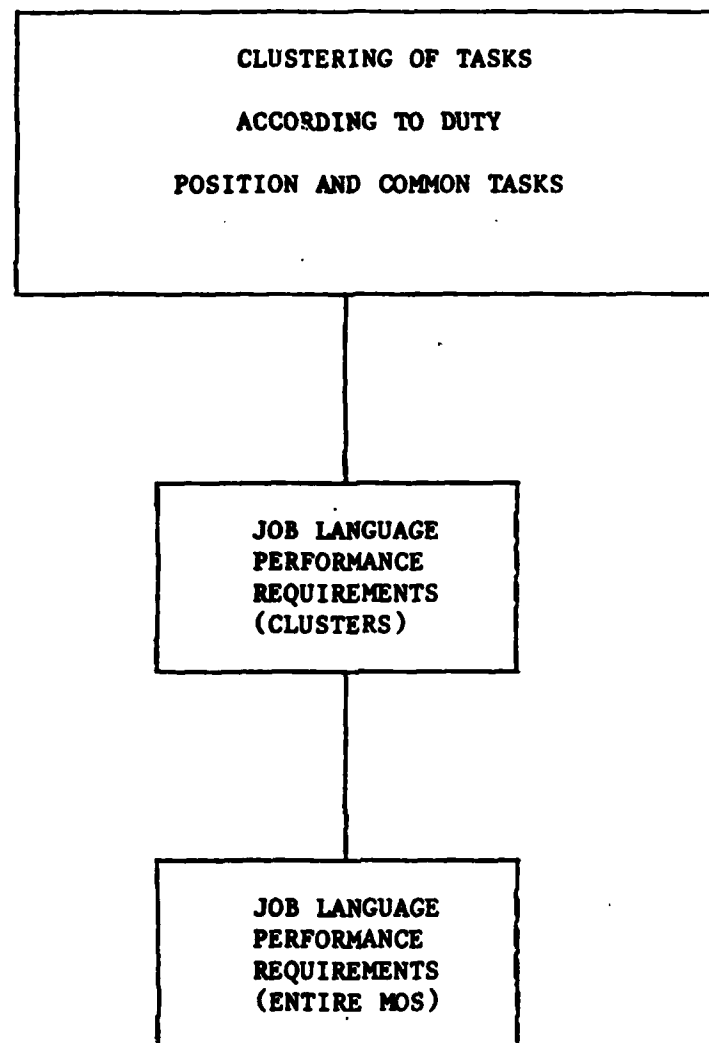 CLUSTERING OF TASKS
ACCORDING TO DUTY
POSITION AND COMMON TASKS
JOB LANGUAGE
PERFORMANCE
REQUIREMENTS
(CLUSTERS)
JOB LANGUAGE
PERFORMANCE
REQUIREMENTS
(ENTIRE MOS)